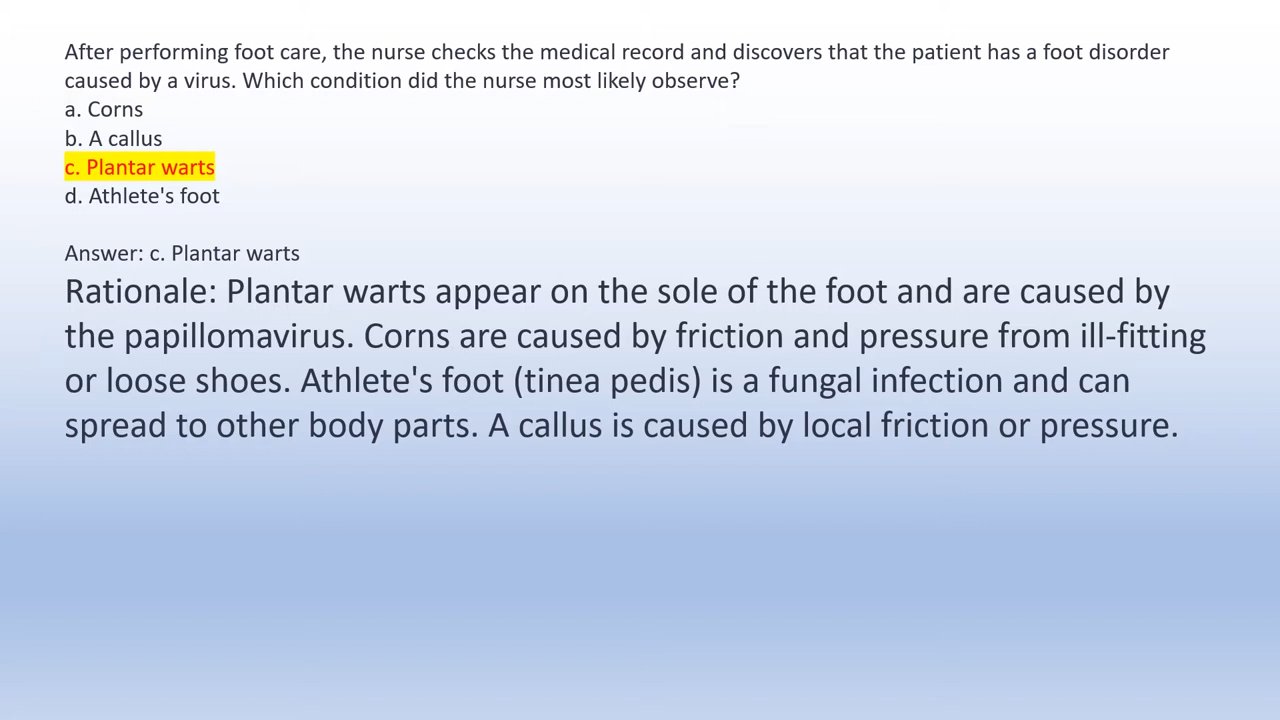 After performing foot care, the nurse checks the medical record and discovers that the patient has a foot disorder
caused by a virus. Which condition did the nurse most likely observe?
a. Corns
b. A callus
c. Plantar warts
d. Athlete's foot
Answer: c. Plantar warts
Rationale: Plantar warts appear on the sole of the foot and are caused by
the papillomavirus. Corns are caused by friction and pressure from ill-fitting
or loose shoes. Athlete's foot (tinea pedis) is a fungal infection and can
spread to other body parts. A callus is caused by local friction or pressure.